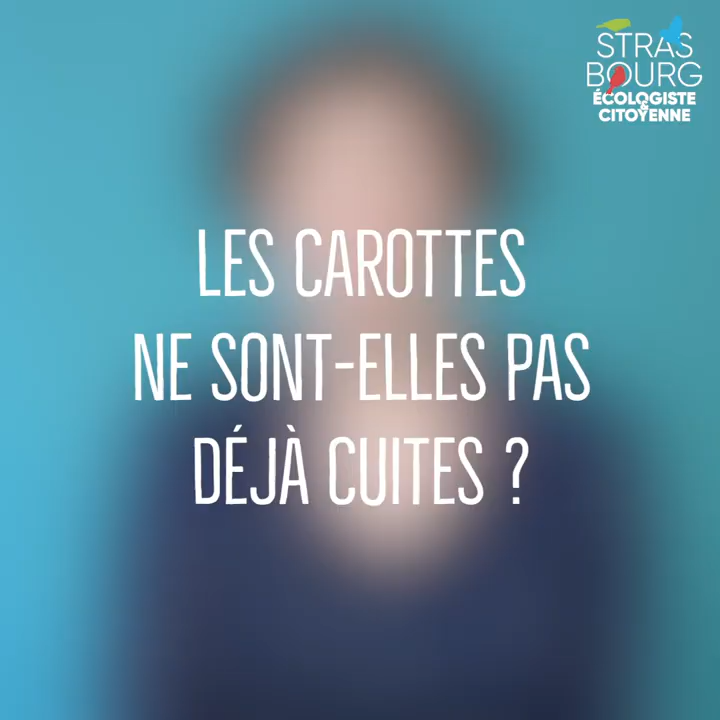 STRAS
BOURG
ÉCOLOGISTE
&
CITOYENNE
LES CAROTTES
NE SONT-ELLES PAS
DÉJÀ CUITES ?